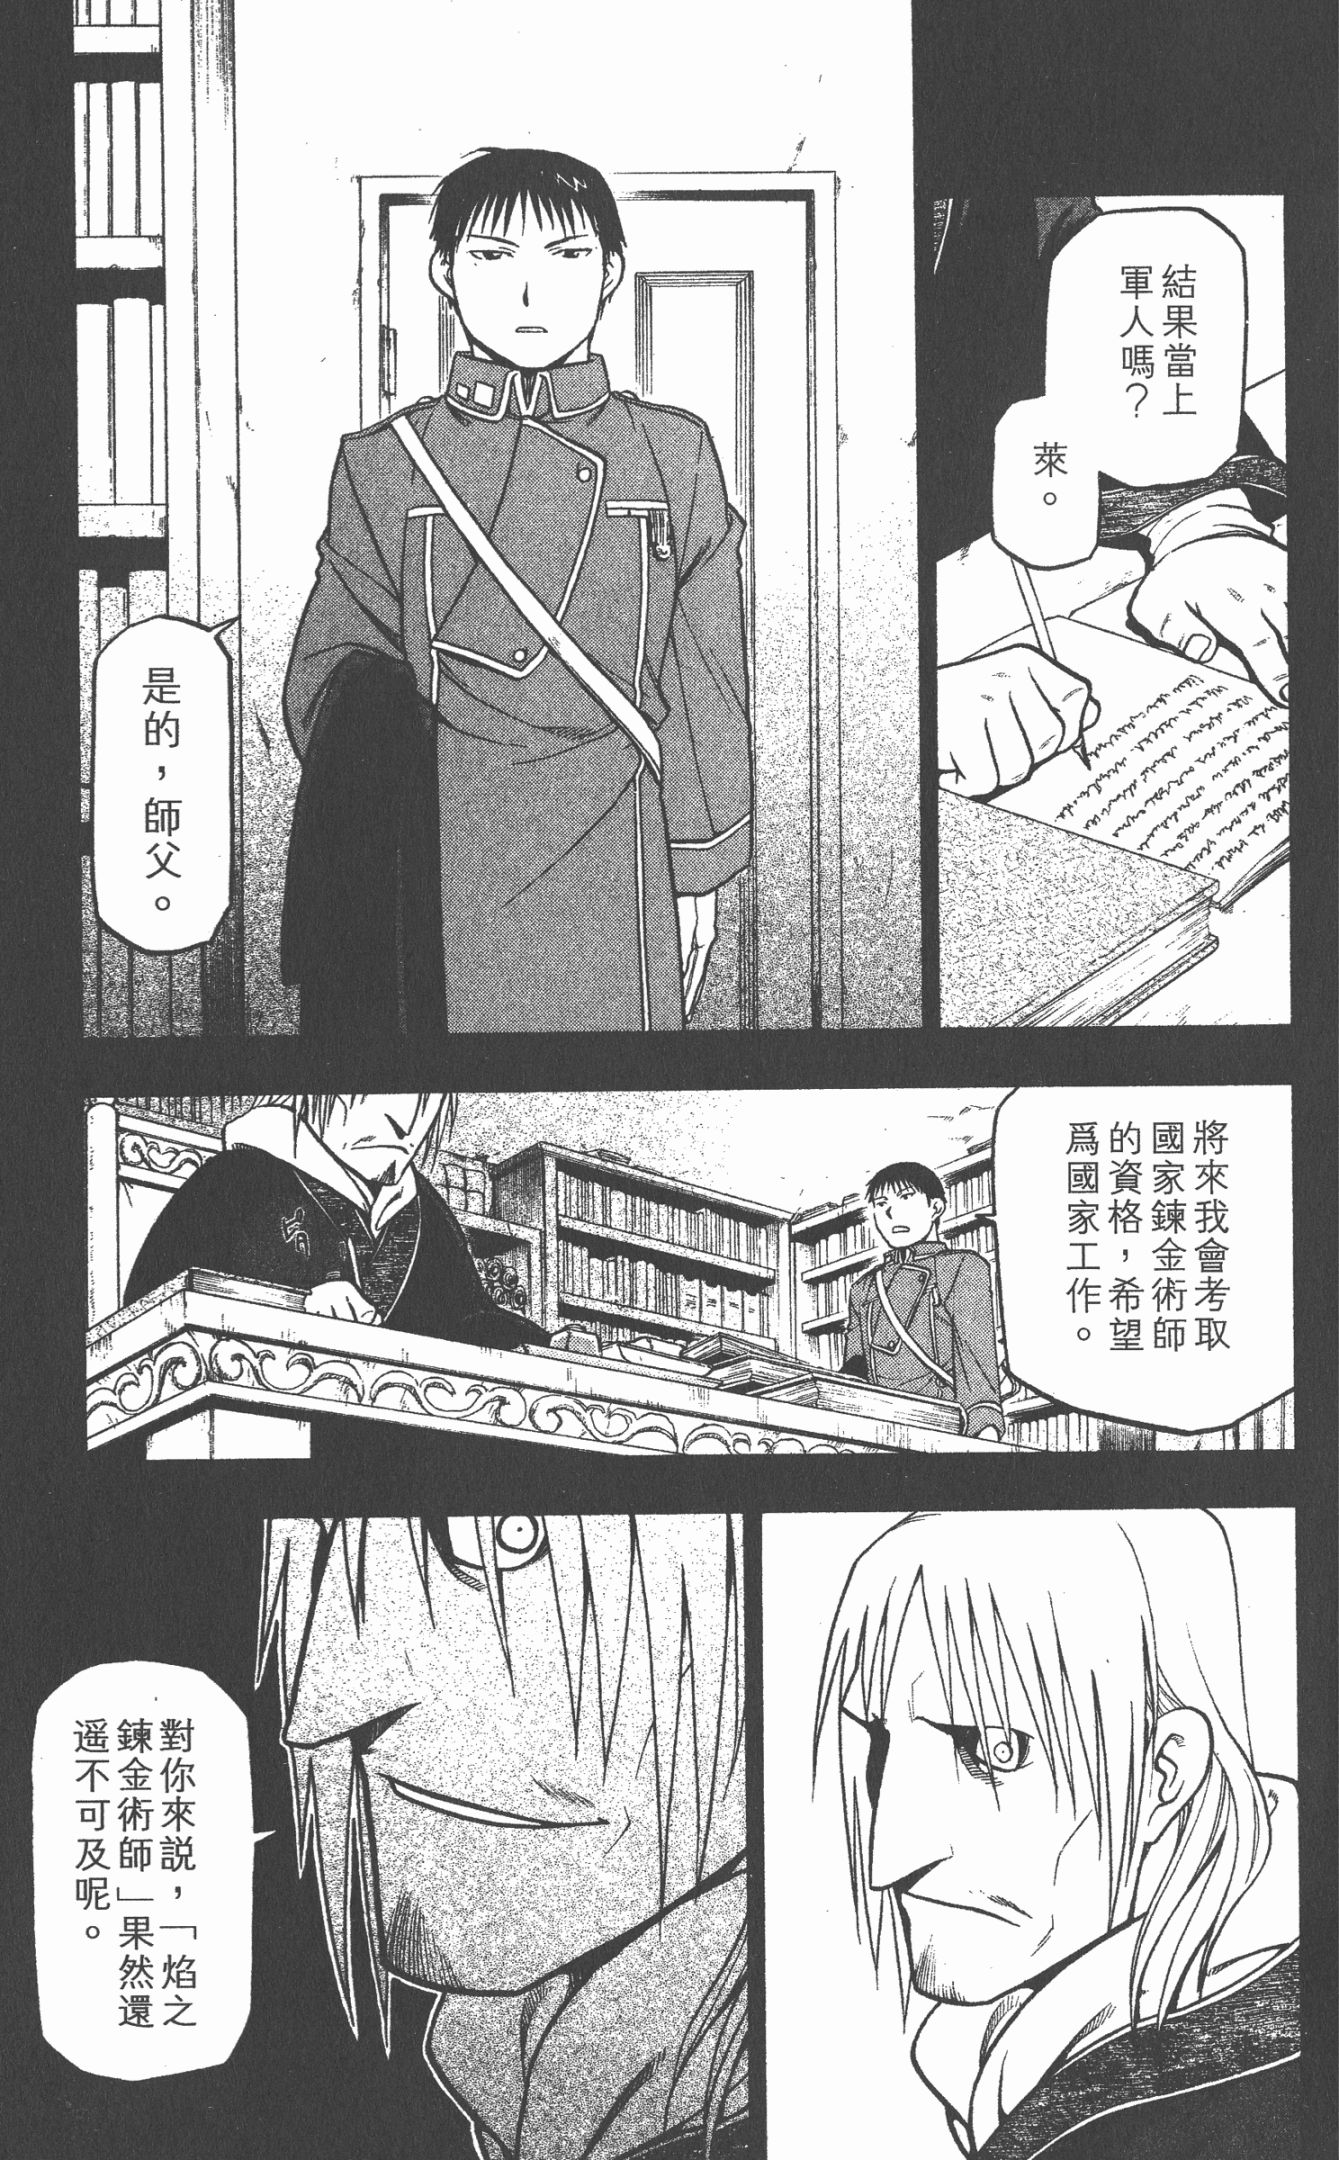 結果當上
軍人嗎？
萊。
是的，師父。
將來我會考取
國家鍊金術師
的資格，希望
爲國家工作。
對你來說，「焰之
鍊金術師」果然還
遥不可及呢。